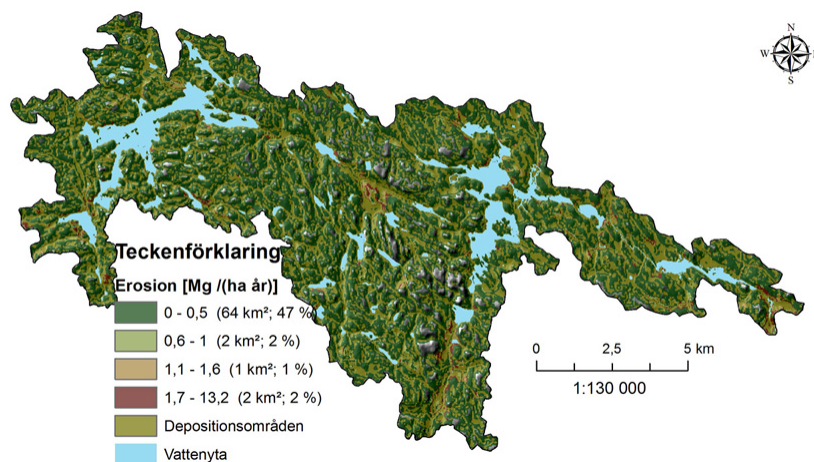 N
W
S
Teckenförklaring
Erosion [Mg /(ha år)]
0 - 0,5 (64 km²; 47 %)
0,6 - 1 (2 km²; 2 %)
1,1 - 1,6 (1 km²; 1 %)
1,7 - 13,2 (2 km²; 2 %)
Depositionsområden
Vattenyta
0 2,5 5 km
1:130 000